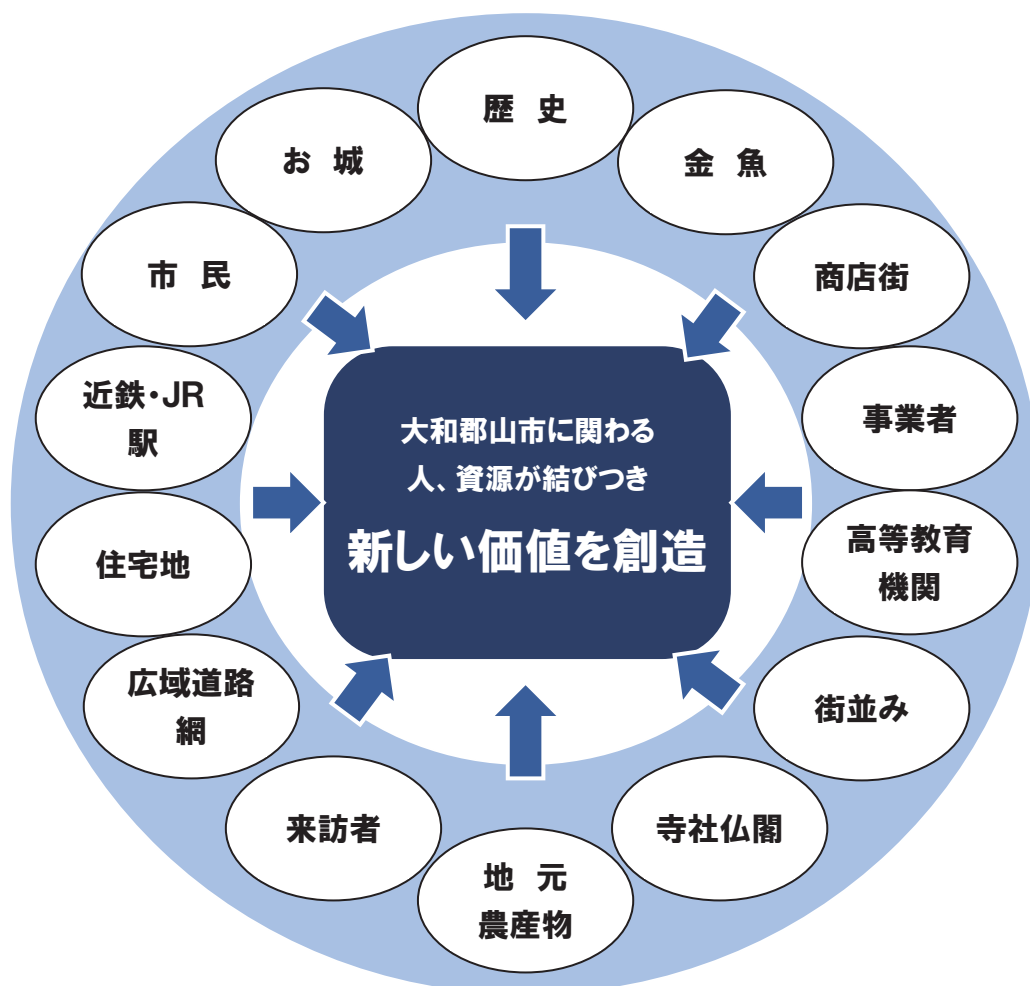 歴 史
金 魚
商店街
事業者
高等教育
機関
街並み
寺社仏閣
地 元
農産物
来訪者
広域道路
網
住宅地
近鉄・JR
駅
市 民
お 城
大和郡山市に関わる
人、資源が結びつき
新しい価値を創造